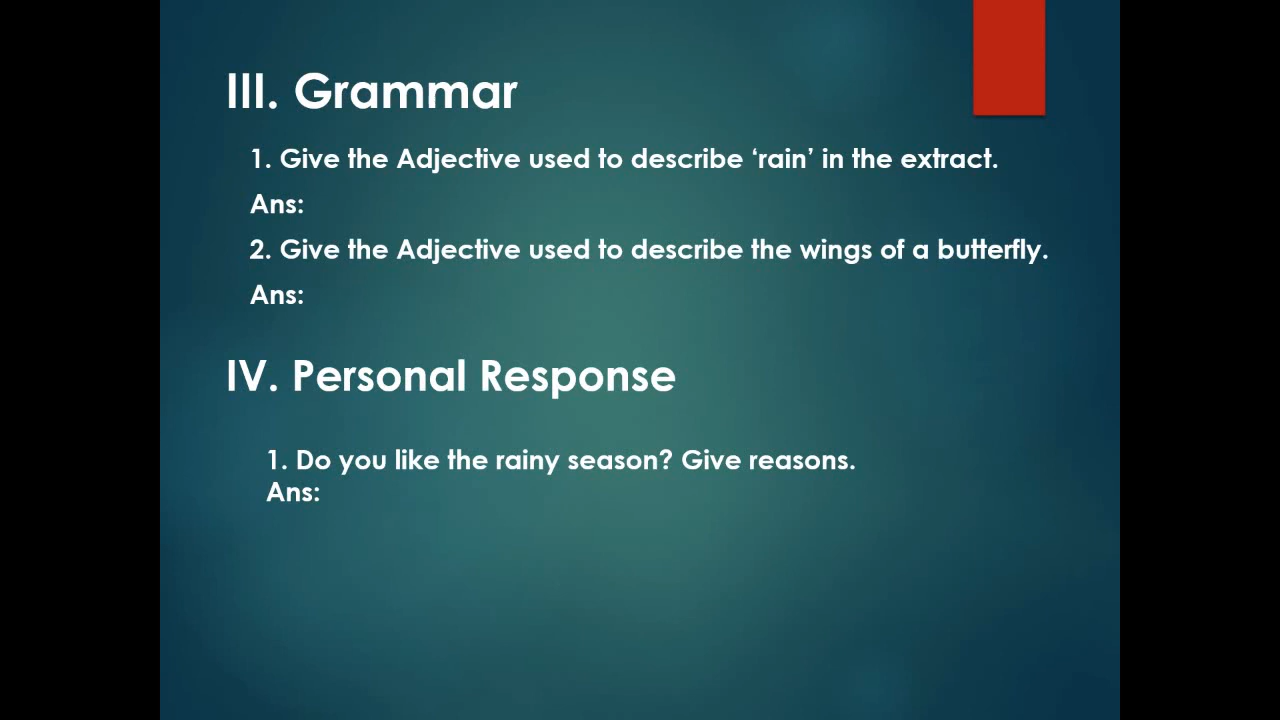 III. Grammar
1. Give the Adjective used to describe ‘rain’ in the extract.
Ans:
2. Give the Adjective used to describe the wings of a butterfly.
Ans:
IV. Personal Response
1. Do you like the rainy season? Give reasons.
Ans: